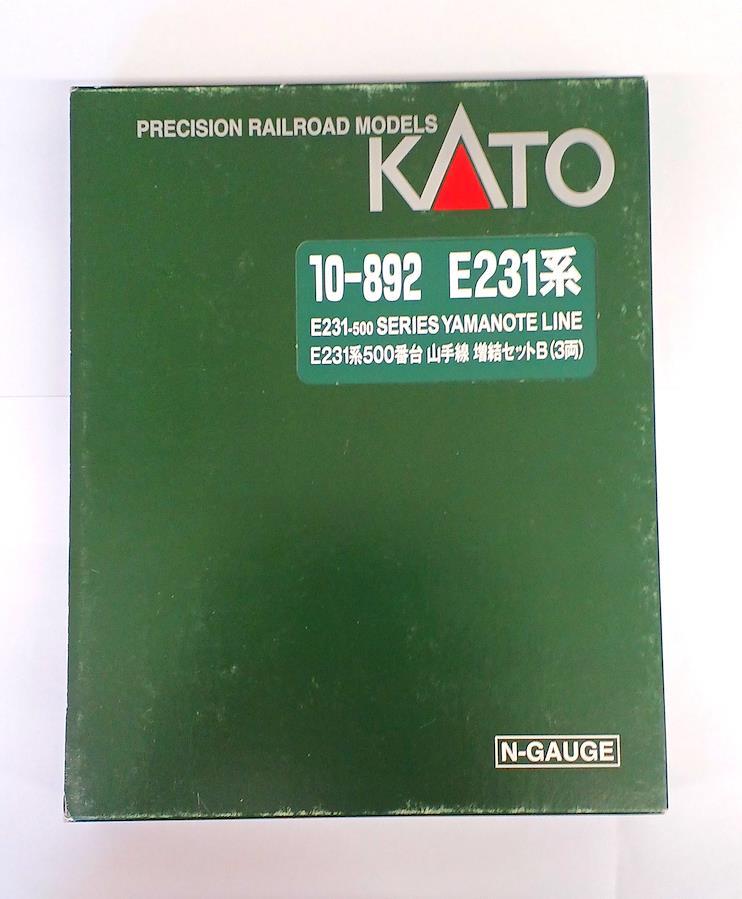 PRECISION RAILROAD MODELS
KATO
10-892 E231系
E231-500 SERIES YAMANOTE LINE
E231系500番台 山手線 増結セットB(3両)
N-GAUGE